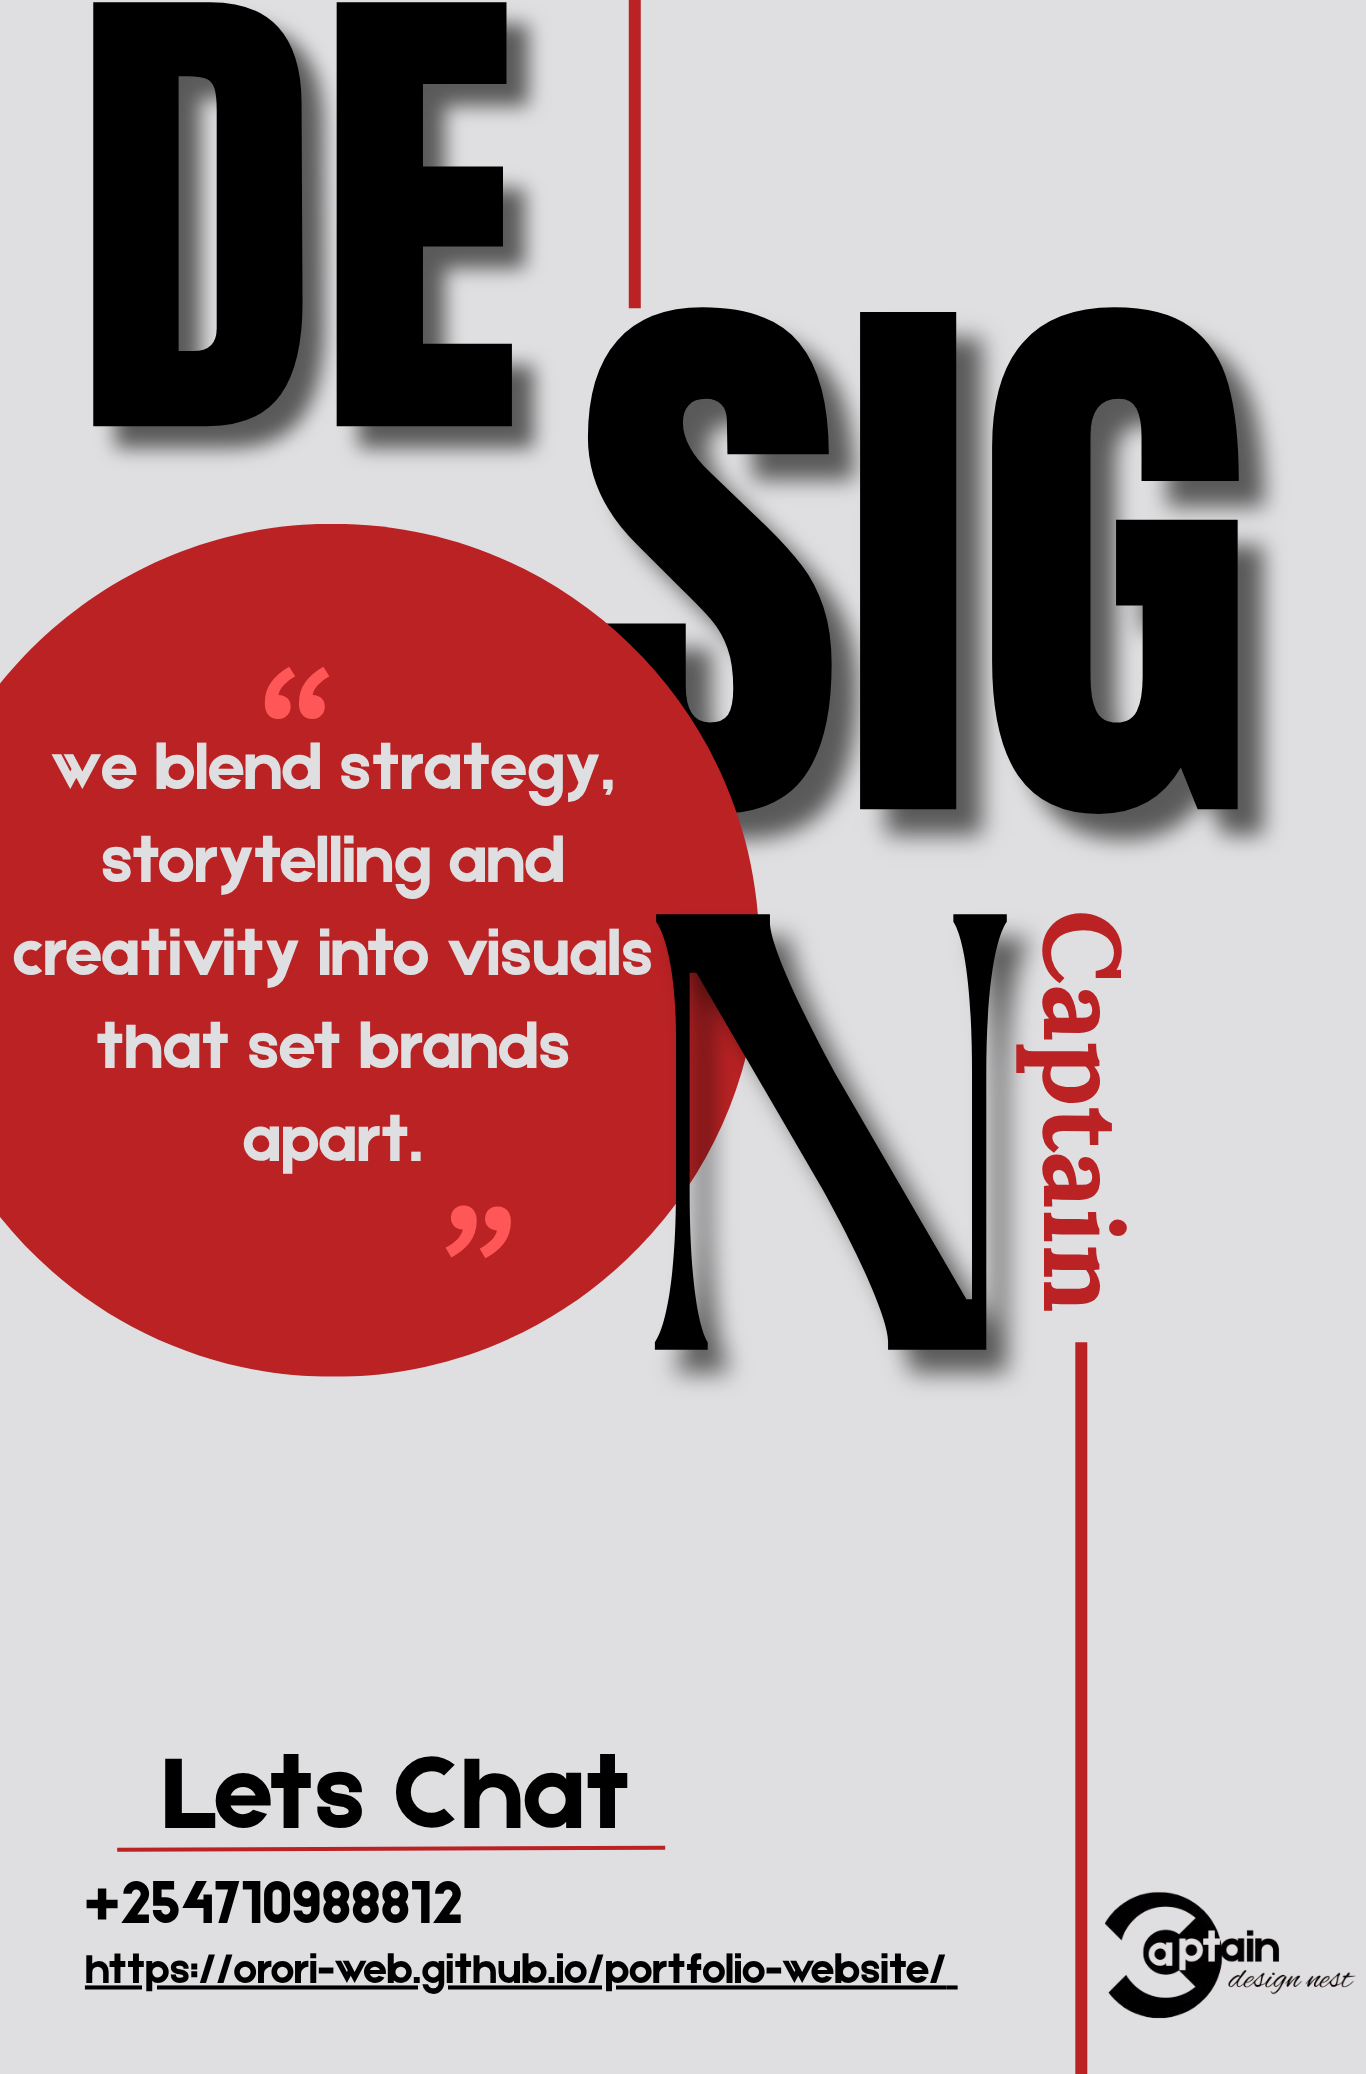 DE
SIG
N
Captain
“
we blend strategy,
storytelling and
creativity into visuals
that set brands
apart.
”
Lets Chat
+254710988812
https://orori-web.github.io/portfolio-website/
Captain
design nest